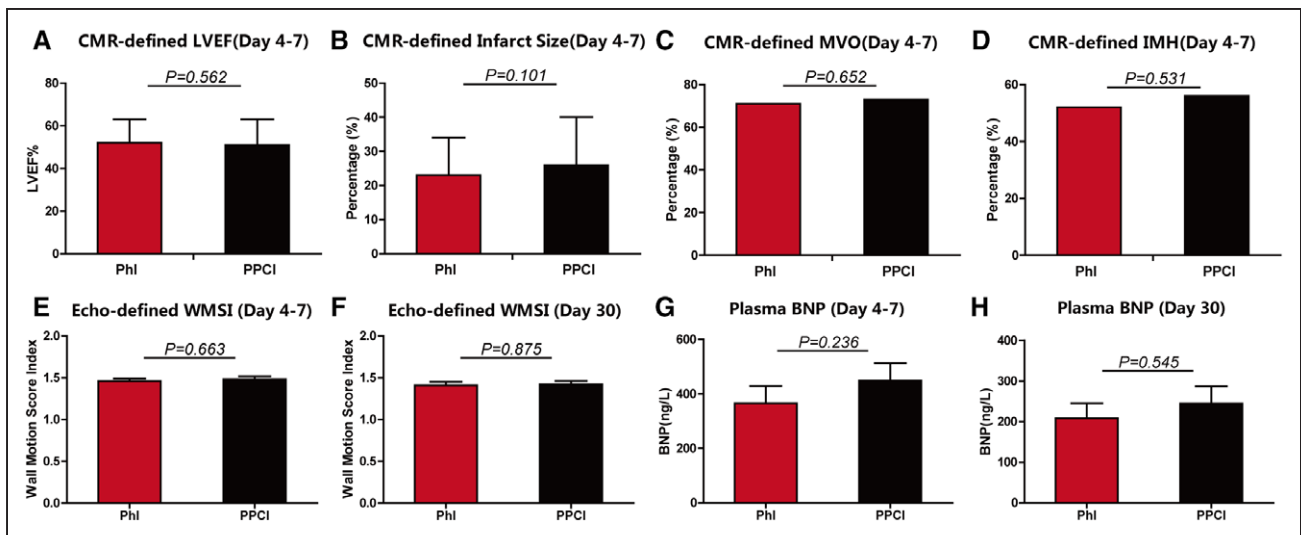 A CMR-defined LVEF(Day 4-7)
P=0.562
80
60
40
20
0
LVEF%
PhI PPCI
B CMR-defined Infarct Size(Day 4-7)
P=0.101
50
40
30
20
10
0
Percentage (%)
PhI PPCI
C CMR-defined MVO(Day 4-7)
P=0.652
80
60
40
20
0
Percentage (%)
PhI PPCI
D CMR-defined IMH(Day 4-7)
P=0.531
60
40
20
0
Percentage (%)
PhI PPCI
E Echo-defined WMSI (Day 4-7)
P=0.663
2.0
1.5
1.0
0.5
0.0
Wall Motion Score Index
PhI PPCI
F Echo-defined WMSI (Day 30)
P=0.875
2.0
1.5
1.0
0.5
0.0
Wall Motion Score Index
PhI PPCI
G Plasma BNP (Day 4-7)
P=0.236
600
400
200
0
BNP(ng/L)
PhI PPCI
H Plasma BNP (Day 30)
P=0.545
400
300
200
100
0
BNP(ng/L)
PhI PPCI